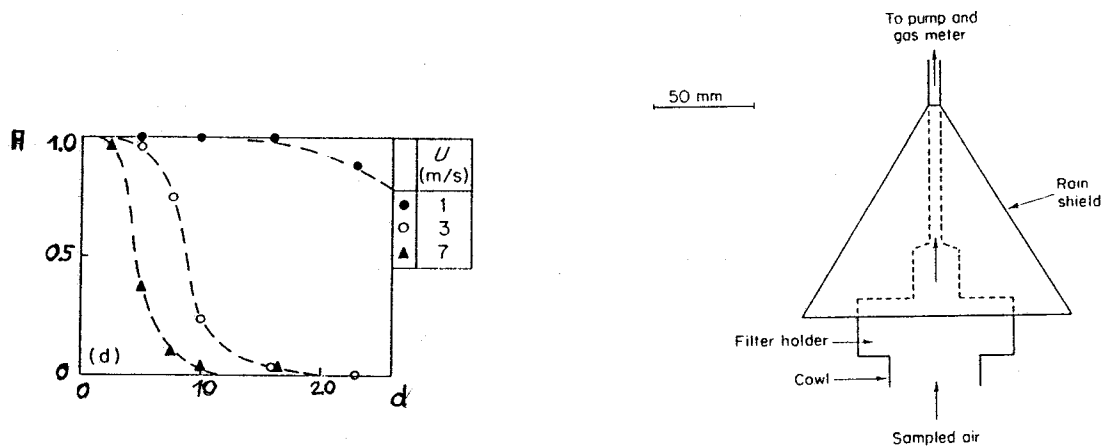 A
1.0
0.5
0
(d)
0
10
20
d
U
(m/s)
1
3
7
To pump and
gas meter
50 mm
Rain
shield
Filter holder
Cowl
Sampled air